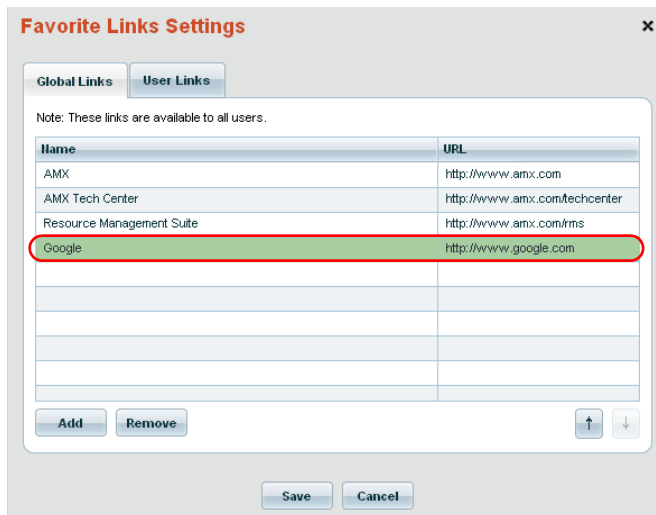 Favorite Links Settings
Global Links
User Links
Note: These links are available to all users.
Name URL
AMX http://www.amx.com
AMX Tech Center http://www.amx.com/techcenter
Resource Management Suite http://www.amx.com/rms
Google http://www.google.com
Add Remove
Save Cancel